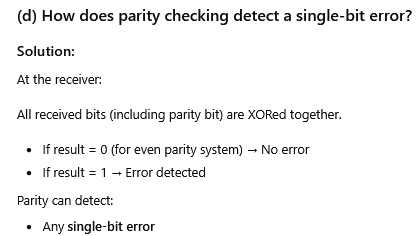 (d) How does parity checking detect a single-bit error?
Solution:
At the receiver:
All received bits (including parity bit) are XORed together.
• If result = 0 (for even parity system) → No error
• If result = 1 → Error detected
Parity can detect:
• Any single-bit error